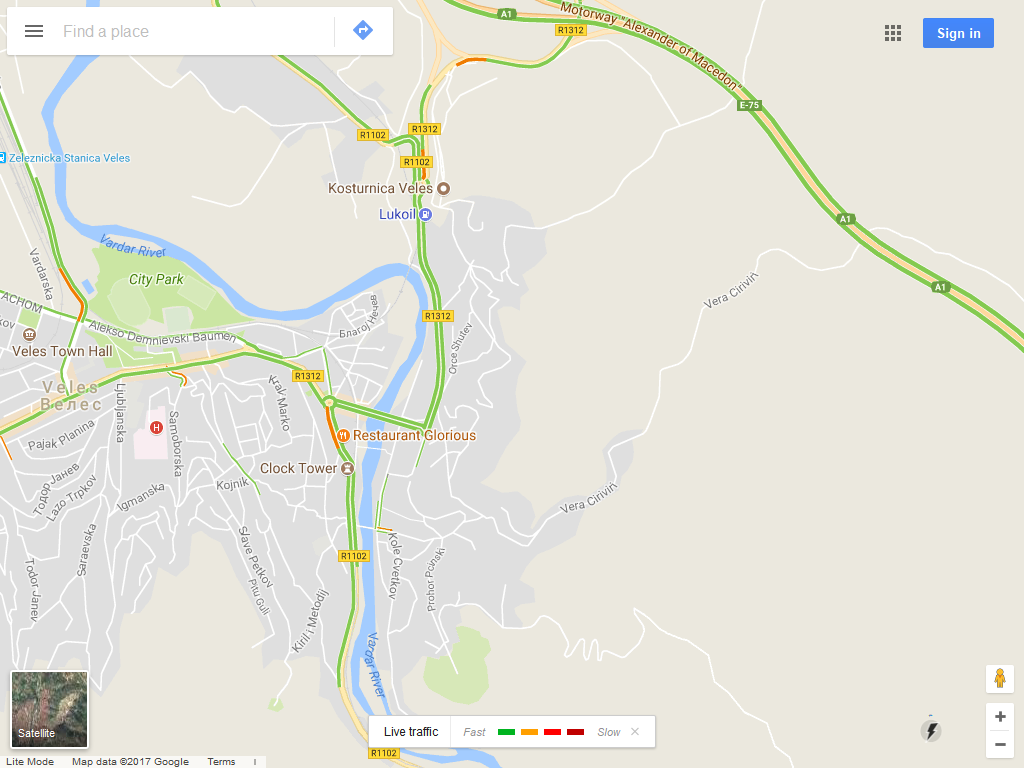 Find a place
Sign in
A1
R1312
Motorway "Alexander of Macedon"
E-75
R1102
R1312
R1102
Zeleznicka Stanica Veles
Kosturnica Veles
Lukoil
A1
Vardar River
Vardarska
City Park
Vera Ciriviri
A1
ACHOM
Благој Нечев
R1312
kov
Alekso Demnievski Bauman
Orce Shutev
Veles Town Hall
R1312
Veles
Велес
Ljubljanska
Kralj Marko
H
Samoborska
Pajak Planina
Restaurant Glorious
Clock Tower
Тодор Јанев
Lazo Trpkov
Igmanska
Kojnik
Vera Ciriviri
Saraevska
Slave Petkov
R1102
Kole Cvetkov
Prohor Pcinski
Todor Janev
Pitu Guli
Kiril i Metodij
Vardar River
Satellite
Live traffic
Fast
Slow
R1102
Lite Mode
Map data ©2017 Google
Terms